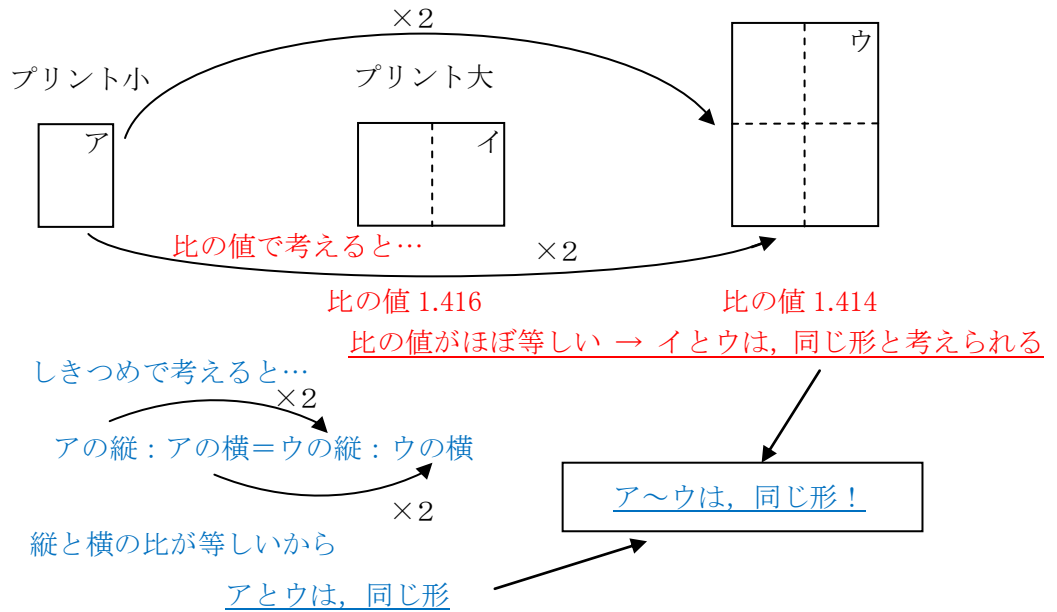 ×2
ウ
プリント小
プリント大
ア
イ
比の値で考えると…
×2
比の値 1.416
比の値 1.414
比の値がほぼ等しい → イとウは，同じ形と考えられる
しきつめで考えると…
×2
アの縦：アの横＝ウの縦：ウの横
×2
ア～ウは，同じ形！
縦と横の比が等しいから
アとウは，同じ形